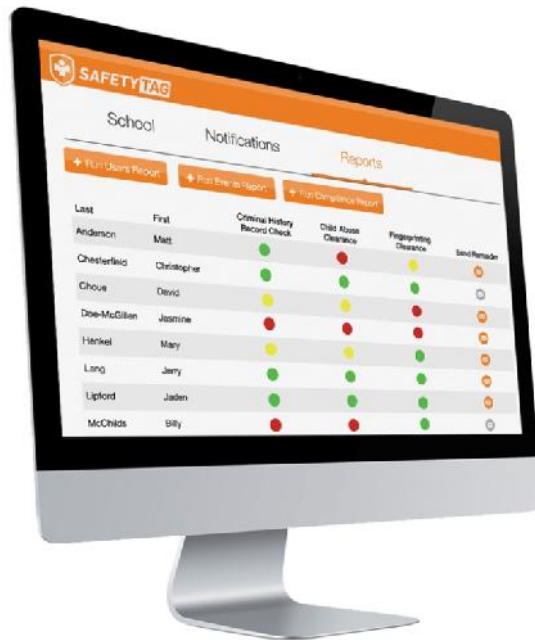 SAFETYTAG
School Notifications Reports
+ Run Users Report + Run Events Report + Run Compliance Report
Last First Criminal History Record Check Child Abuse Clearance Fingerprinting Clearance Send Reminder
Anderson Matt
Chesterfield Christopher
Choue David
Doe-McGillen Jasmine
Henkel Mary
Lang Jerry
Lipford Jaden
McChilds Billy